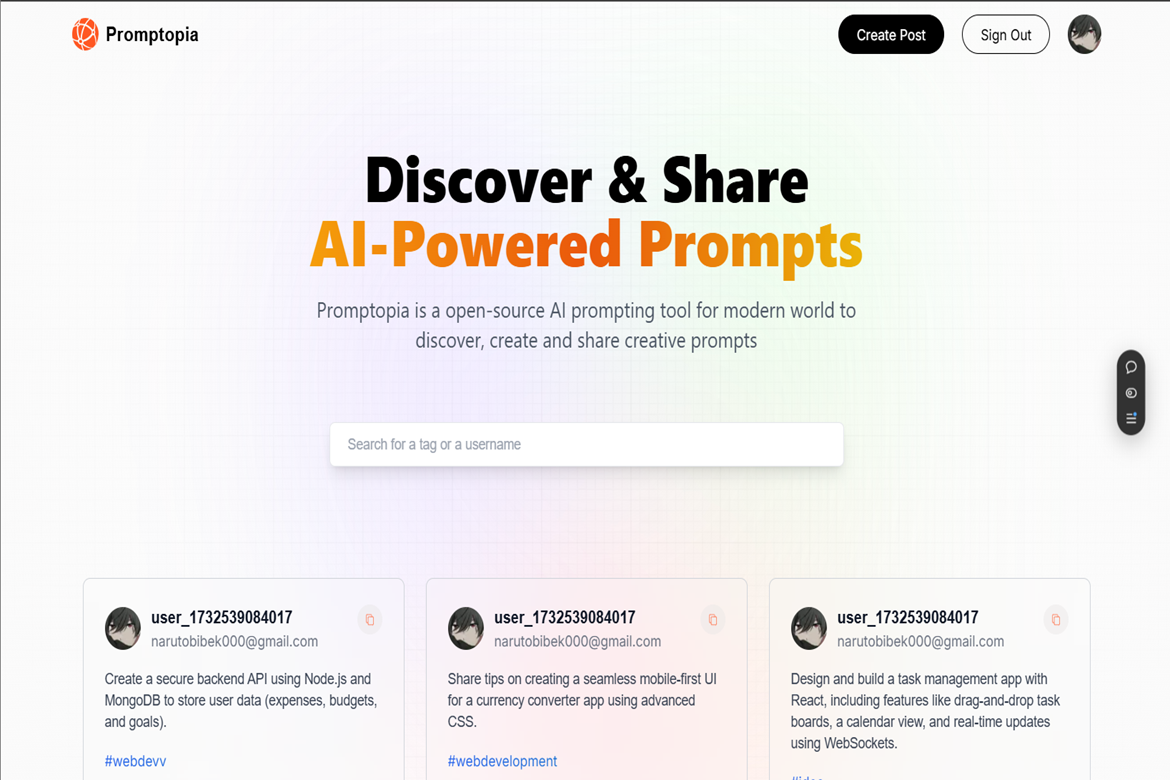 Promptopia
Create Post
Sign Out
Discover & Share
AI-Powered Prompts
Promptopia is a open-source AI prompting tool for modern world to
discover, create and share creative prompts
Search for a tag or a username
user_1732539084017
narutobibek000@gmail.com
Create a secure backend API using Node.js and
MongoDB to store user data (expenses, budgets,
and goals).
#webdevv
user_1732539084017
narutobibek000@gmail.com
Share tips on creating a seamless mobile-first UI
for a currency converter app using advanced
CSS.
#webdevelopment
user_1732539084017
narutobibek000@gmail.com
Design and build a task management app with
React, including features like drag-and-drop task
boards, a calendar view, and real-time updates
using WebSockets.